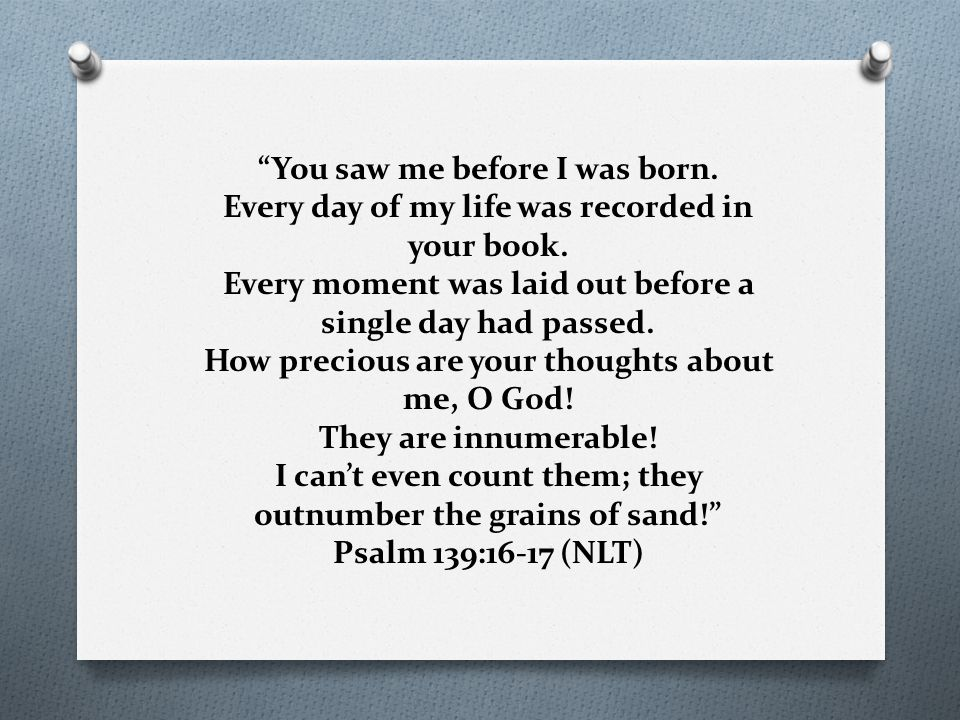 “You saw me before I was born.
Every day of my life was recorded in
your book.
Every moment was laid out before a
single day had passed.
How precious are your thoughts about
me, O God!
They are innumerable!
I can’t even count them; they
outnumber the grains of sand!”
Psalm 139:16-17 (NLT)